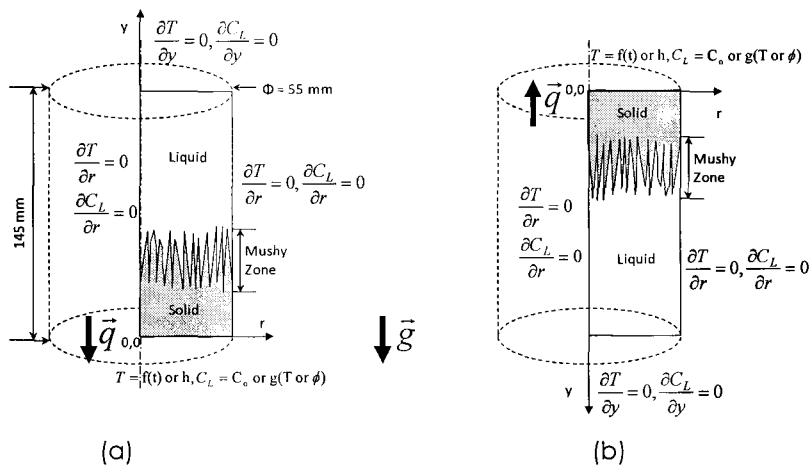 y
∂T/∂y = 0, ∂C_L/∂y = 0
Φ = 55 mm
145 mm
∂T/∂r = 0
∂C_L/∂r = 0
Liquid
∂T/∂r = 0, ∂C_L/∂r = 0
Mushy
Zone
Solid
q⃗
0,0
r
g⃗
T = f(t) or h, C_L = C_o or g(T or ϕ)
(a)
T = f(t) or h, C_L = C_o or g(T or ϕ)
q⃗
0,0
r
Solid
Mushy
Zone
∂T/∂r = 0
∂C_L/∂r = 0
Liquid
∂T/∂r = 0, ∂C_L/∂r = 0
y
∂T/∂y = 0, ∂C_L/∂y = 0
(b)